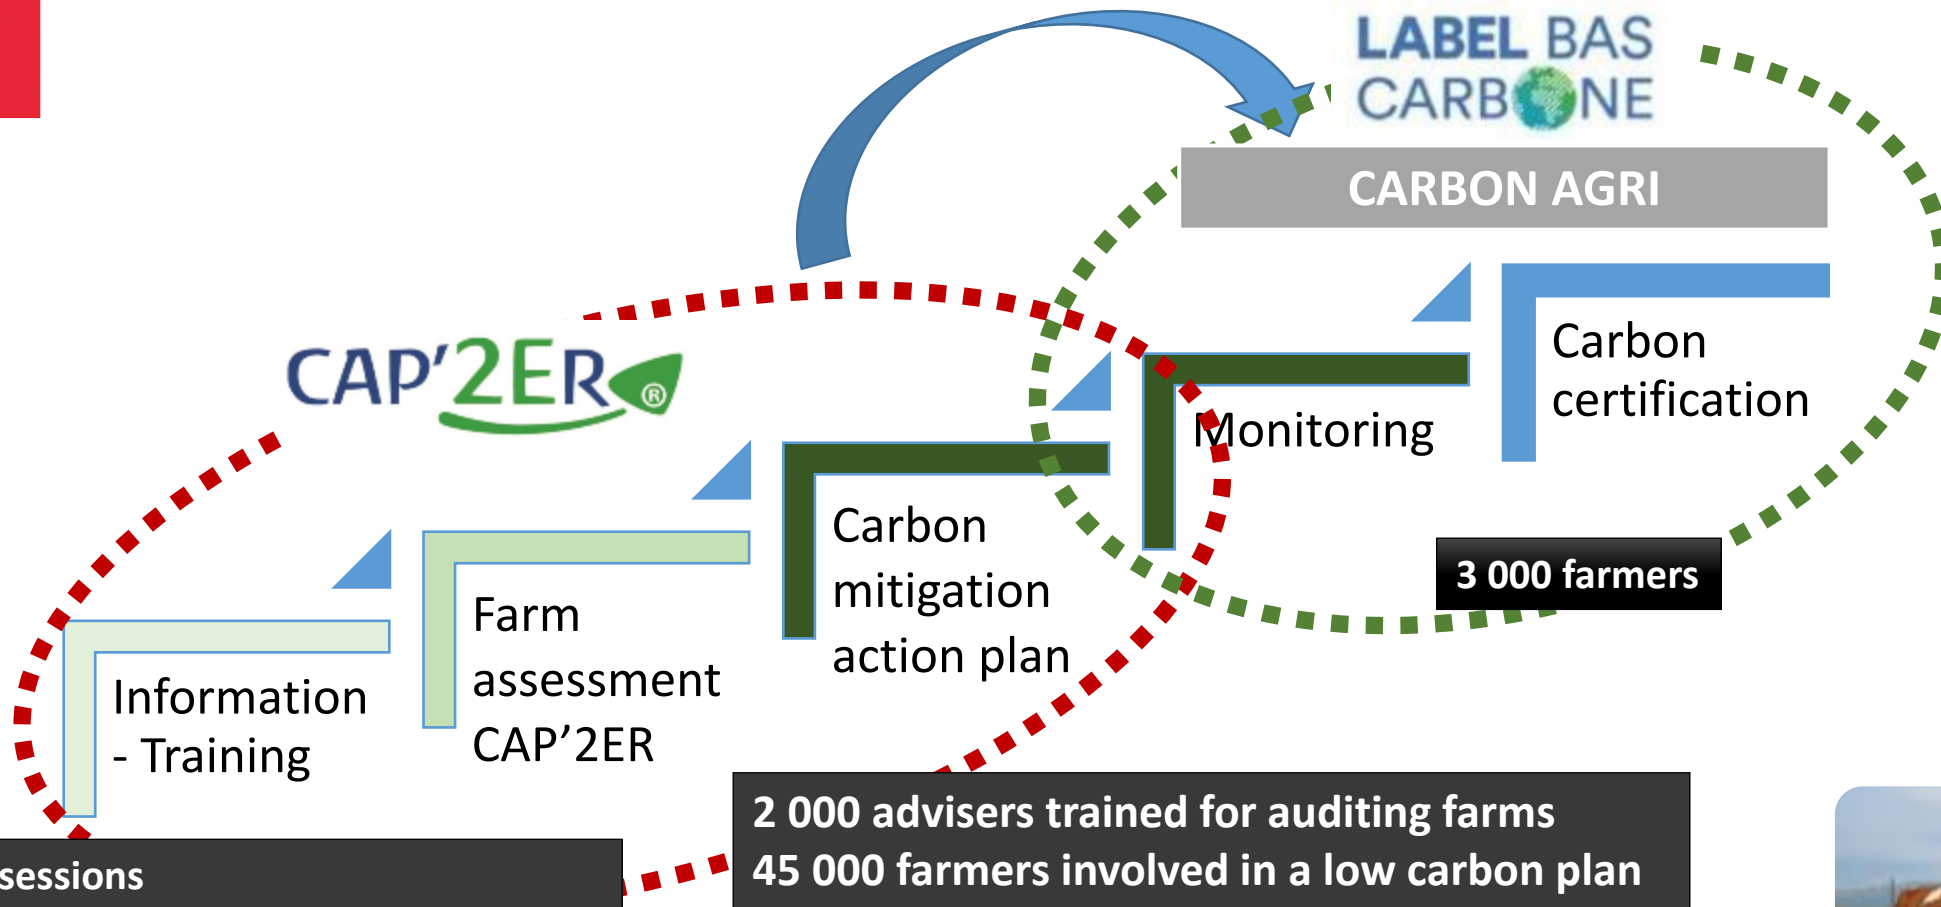 LABEL BAS
CARBONE
CARBON AGRI
CAP'2ER®
Carbon
certification
Monitoring
Carbon
mitigation
action plan
3 000 farmers
Farm
assessment
CAP’2ER
Information
- Training
2 000 advisers trained for auditing farms
45 000 farmers involved in a low carbon plan
sessions